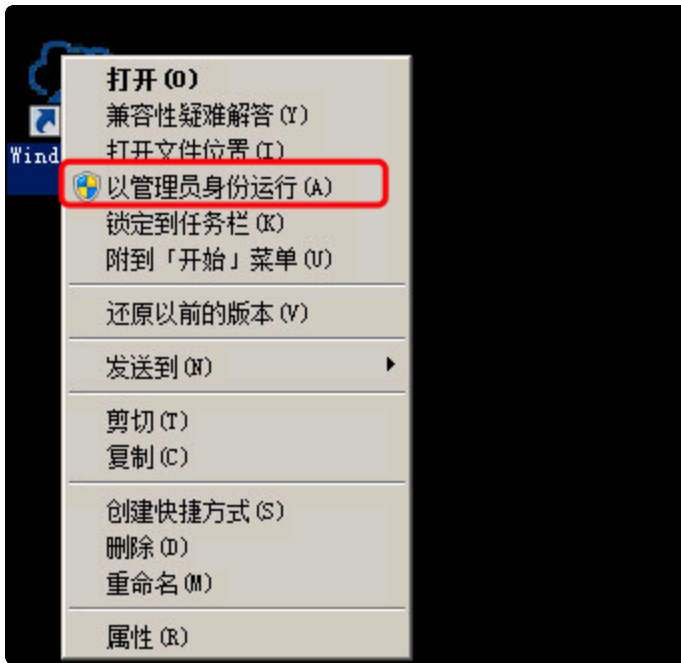 Wind
打开(O)
兼容性疑难解答(Y)
打开文件位置(I)
以管理员身份运行(A)
锁定到任务栏(K)
附到「开始」菜单(U)
还原以前的版本(V)
发送到(N)
剪切(T)
复制(C)
创建快捷方式(S)
删除(D)
重命名(M)
属性(R)